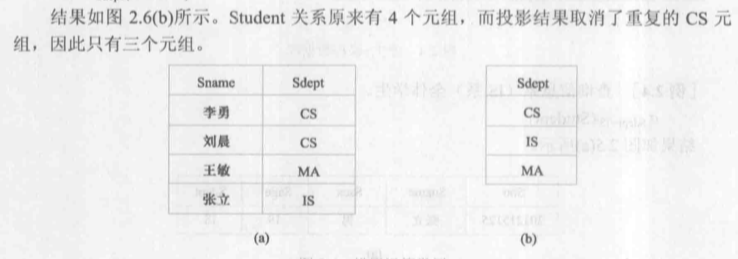 结果如图 2.6(b)所示。Student 关系原来有 4 个元组，而投影结果取消了重复的 CS 元
组，因此只有三个元组。
Sname Sdept
李勇 CS
刘晨 CS
王敏 MA
张立 IS
(a)
Sdept
CS
IS
MA
(b)